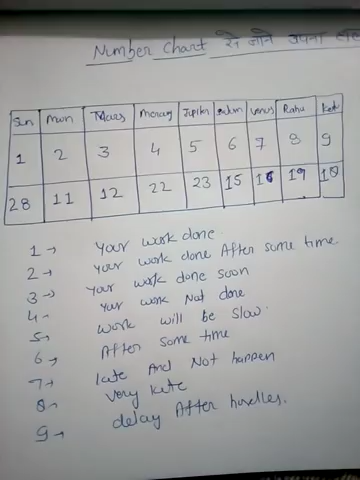 Number Chart से जाने अपना
Sun Mun Mars Meracy Jupiter Saturn Venus Rahu Ketu
1 2 3 4 5 6 7 8 9
28 11 12 22 23 15 16 19 18
1 → Your work done.
2 → Your work done After some time
3 → Your work done soon
4 - Your work Not done
5 - work will be slow.
6 → After some time
7 → late And Not happen
8 - very late
9 → delay After hurdles.